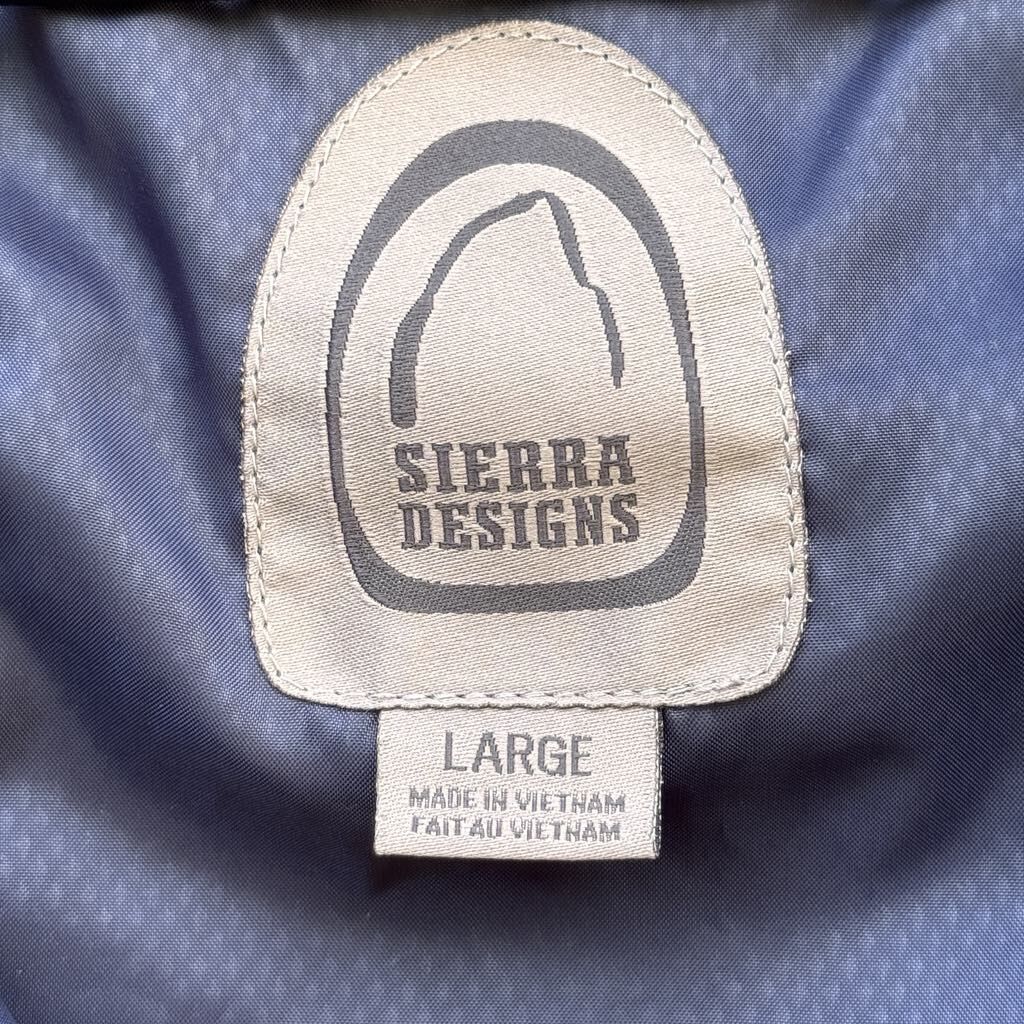 SIERRA
DESIGNS
LARGE
MADE IN VIETNAM
FAIT AU VIETNAM